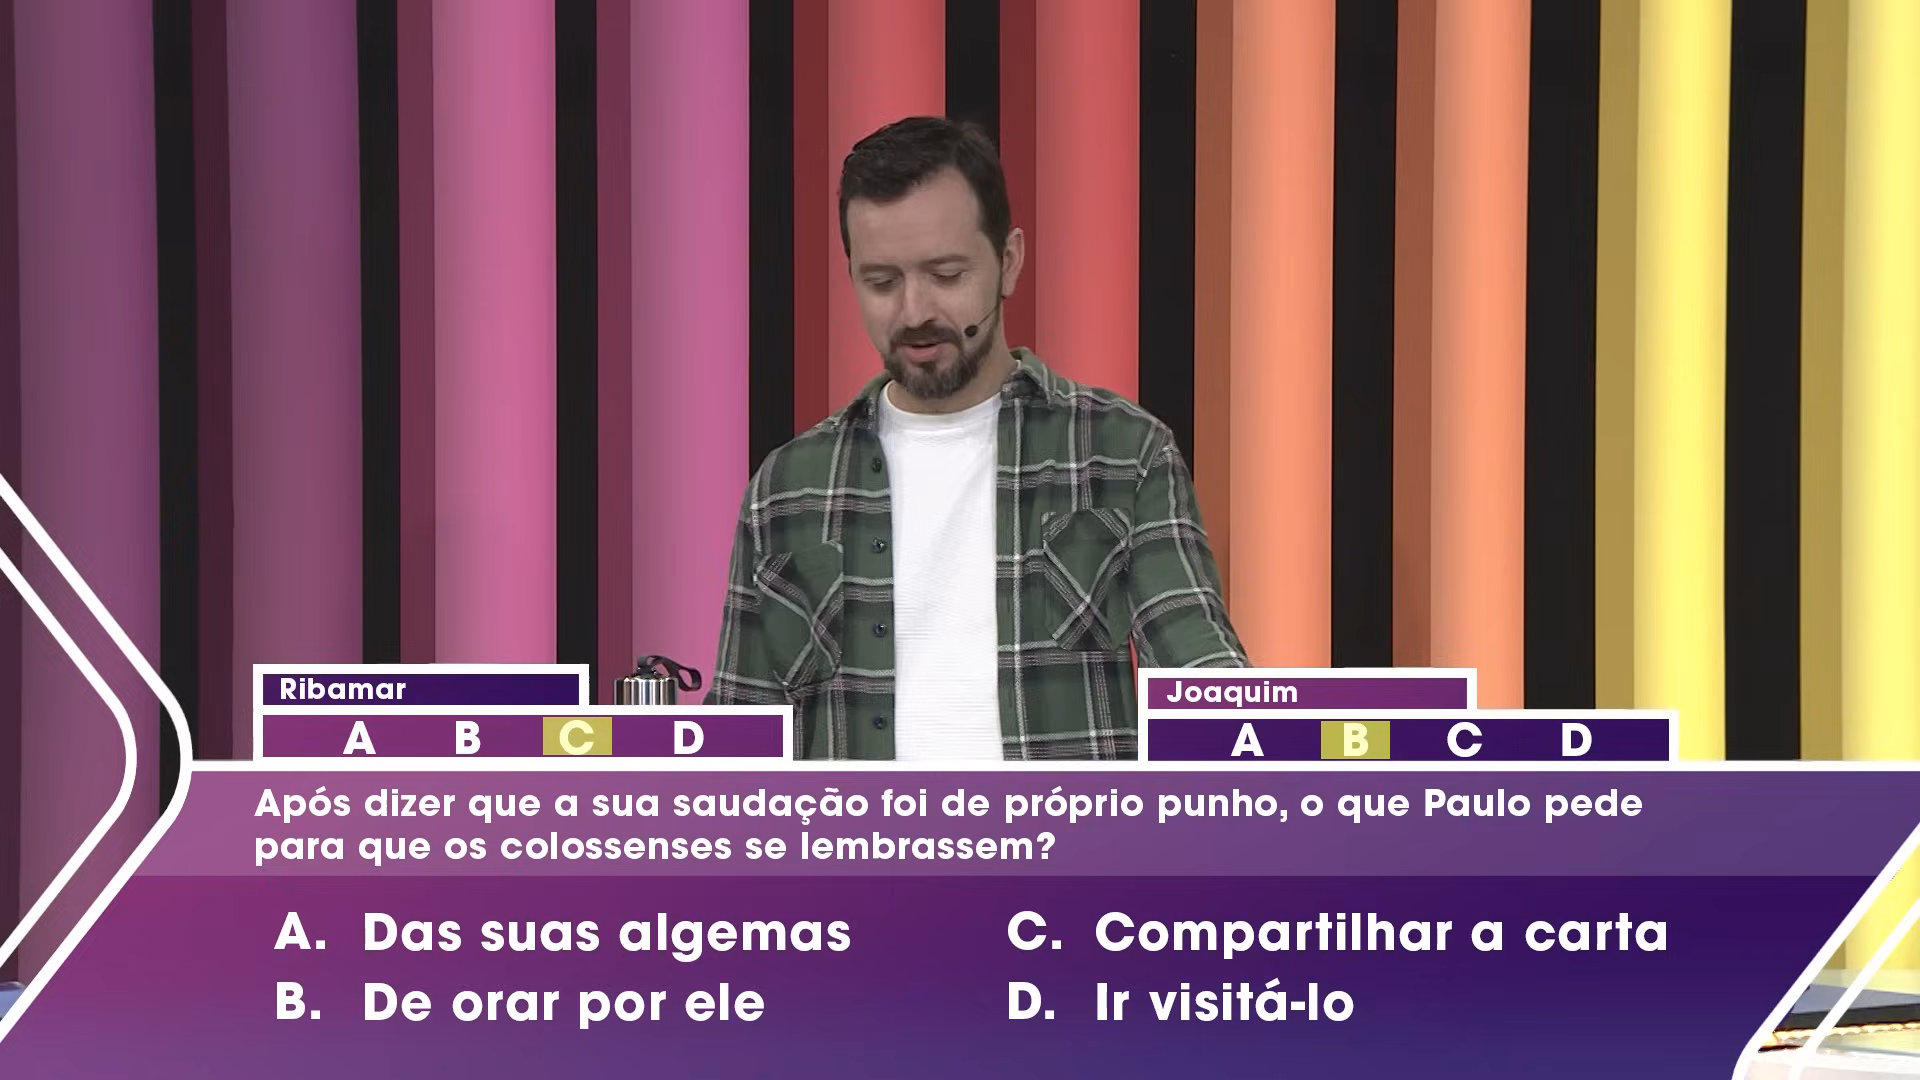 Ribamar
A B C D
Joaquim
A B C D
Após dizer que a sua saudação foi de próprio punho, o que Paulo pede
para que os colossenses se lembrassem?
A. Das suas algemas
B. De orar por ele
C. Compartilhar a carta
D. Ir visitá-lo